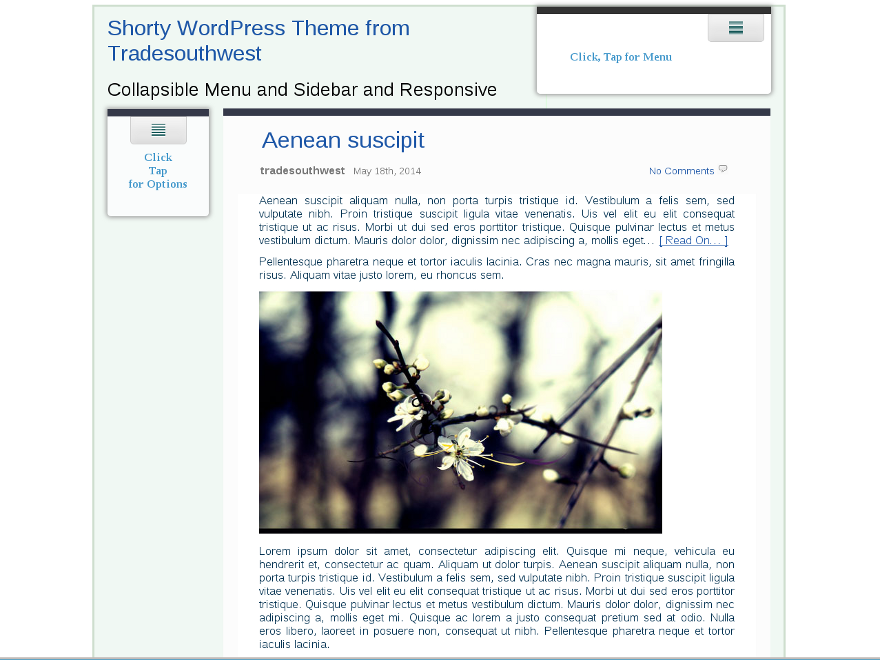 Shorty WordPress Theme from
Tradesouthwest
Collapsible Menu and Sidebar and Responsive
Click, Tap for Menu
Click
Tap
for Options
Aenean suscipit
tradesouthwest May 18th, 2014
No Comments
Aenean suscipit aliquam nulla, non porta turpis tristique id. Vestibulum a felis sem, sed
vulputate nibh. Proin tristique suscipit ligula vitae venenatis. Uis vel elit eu elit consequat
tristique ut ac risus. Morbi ut dui sed eros porttitor tristique. Quisque pulvinar lectus et metus
vestibulum dictum. Mauris dolor dolor, dignissim nec adipiscing a, mollis eget… [ Read On… ]
Pellentesque pharetra neque et tortor iaculis lacinia. Cras nec magna mauris, sit amet fringilla
risus. Aliquam vitae justo lorem, eu rhoncus sem.
Lorem ipsum dolor sit amet, consectetur adipiscing elit. Quisque mi neque, vehicula eu
hendrerit et, consectetur ac quam. Aliquam ut dolor turpis. Aenean suscipit aliquam nulla, non
porta turpis tristique id. Vestibulum a felis sem, sed vulputate nibh. Proin tristique suscipit ligula
vitae venenatis. Uis vel elit eu elit consequat tristique ut ac risus. Morbi ut dui sed eros porttitor
tristique. Quisque pulvinar lectus et metus vestibulum dictum. Mauris dolor dolor, dignissim nec
adipiscing a, mollis eget mi. Quisque ac lorem a justo consequat pretium sed at odio. Nulla
eros libero, laoreet in posuere non, consequat ut nibh. Pellentesque pharetra neque et tortor
iaculis lacinia.